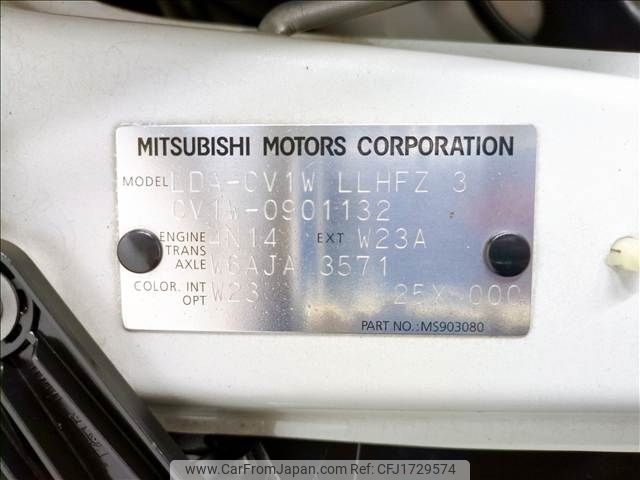 MITSUBISHI MOTORS CORPORATION
MODEL LDA-CV1W LLHFZ 3
CV1W-0901132
ENGINE 4N14 EXT W23A
TRANS
AXLE W6AJA 3571
COLOR. INT W23
OPT 25X 00C
PART NO.:MS903080
www.CarFromJapan.com Ref: CFJ1729574